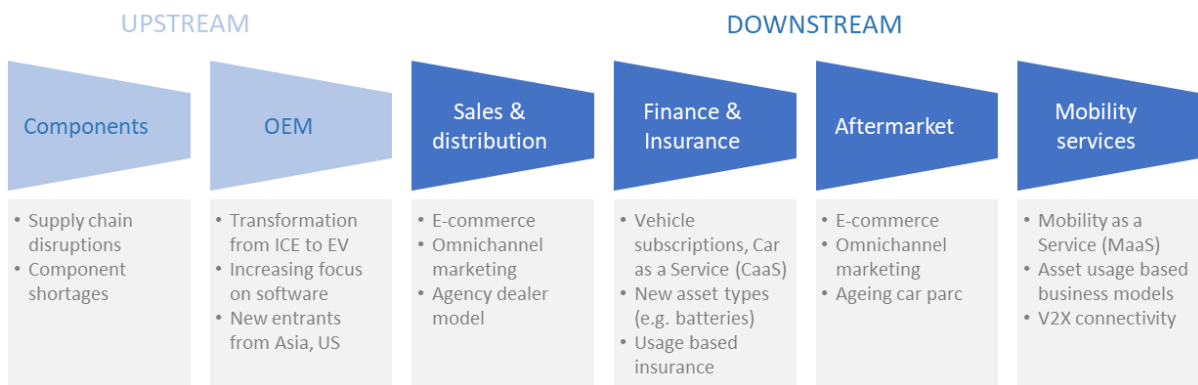 UPSTREAM
DOWNSTREAM
Components
OEM
Sales &
distribution
Finance &
Insurance
Aftermarket
Mobility
services
• Supply chain
disruptions
• Component
shortages
• Transformation
from ICE to EV
• Increasing focus
on software
• New entrants
from Asia, US
• E-commerce
• Omnichannel
marketing
• Agency dealer
model
• Vehicle
subscriptions, Car
as a Service (CaaS)
• New asset types
(e.g. batteries)
• Usage based
insurance
• E-commerce
• Omnichannel
marketing
• Ageing car parc
• Mobility as a
Service (MaaS)
• Asset usage based
business models
• V2X connectivity